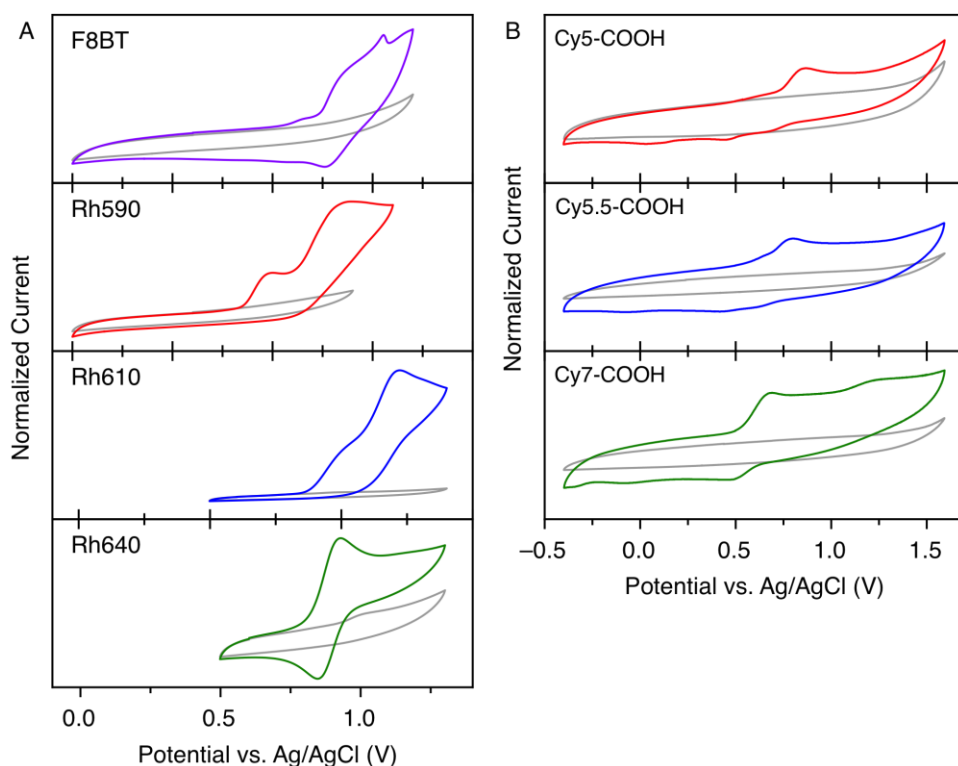 A
F8BT
Rh590
Rh610
Rh640
Normalized Current
0.0 0.5 1.0
Potential vs. Ag/AgCl (V)
B
Cy5-COOH
Cy5.5-COOH
Cy7-COOH
Normalized Current
–0.5 0.0 0.5 1.0 1.5
Potential vs. Ag/AgCl (V)